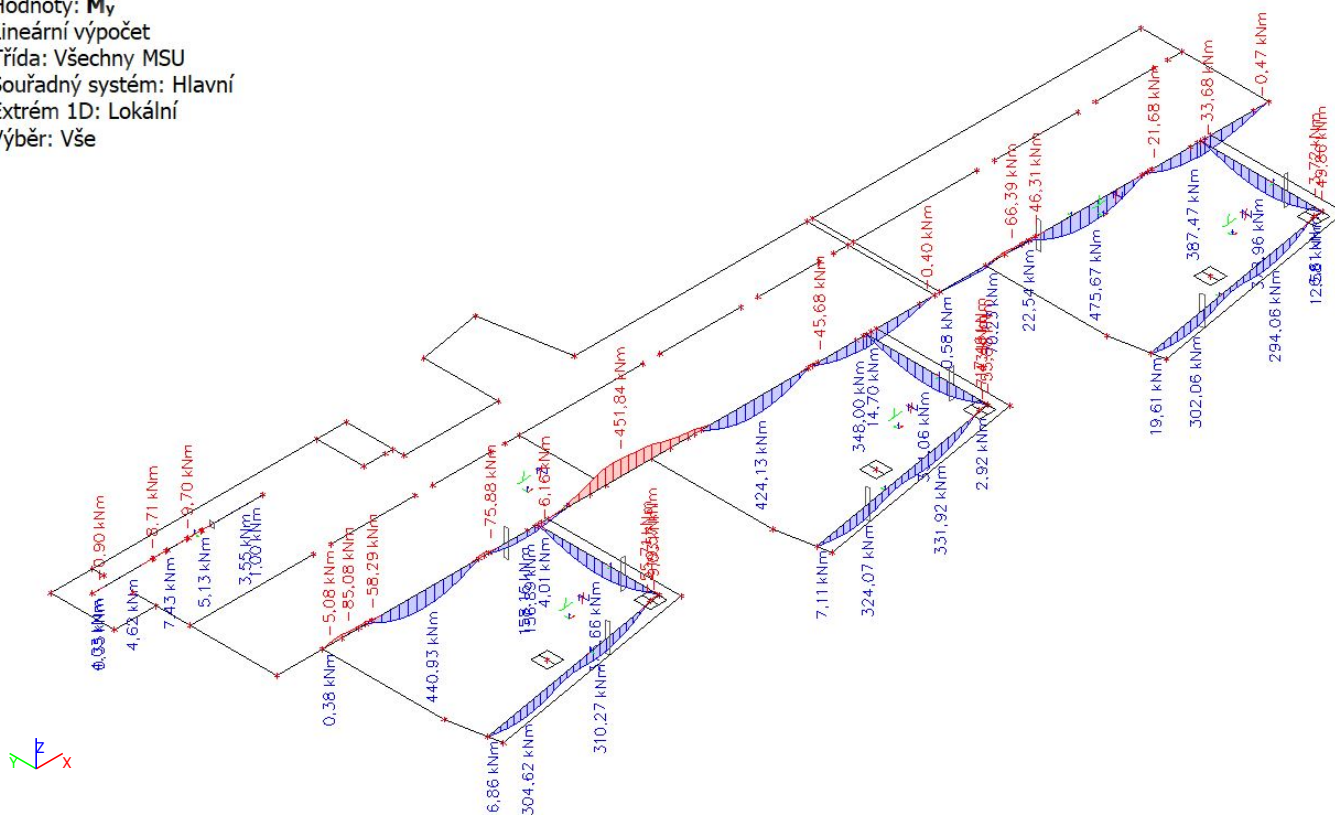 Hodnoty: My
Lineární výpočet
Třída: Všechny MSU
Souřadný systém: Hlavní
Extrém 1D: Lokální
Výběr: Vše
-0,47 kNm
-33,68 kNm
-21,68 kNm
-49,86 kNm
-66,39 kNm
-46,31 kNm
387,47 kNm
-0,40 kNm
475,67 kNm
22,54 kNm
294,06 kNm
302,06 kNm
19,61 kNm
-45,68 kNm
0,58 kNm
70,23 kNm
348,00 kNm
14,70 kNm
-451,84 kNm
424,13 kNm
2,92 kNm
331,92 kNm
324,07 kNm
7,11 kNm
-6,16 kNm
-75,88 kNm
-9,70 kNm
-8,71 kNm
-0,90 kNm
3,55 kNm
1,00 kNm
5,13 kNm
7,43 kNm
4,62 kNm
-5,08 kNm
-85,08 kNm
-58,29 kNm
4,01 kNm
440,93 kNm
0,38 kNm
310,27 kNm
304,62 kNm
6,86 kNm
Z
Y
X